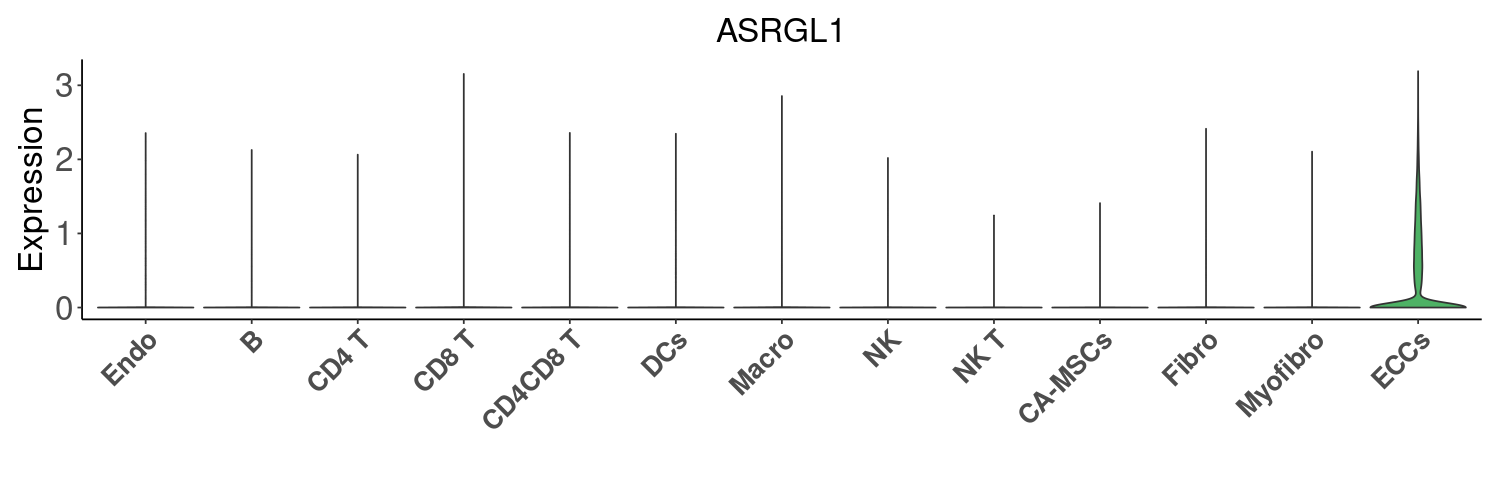 ASRGL1
Expression
3
2
1
0
Endo
B
CD4 T
CD8 T
CD4CD8 T
DCs
Macro
NK
NK T
CA-MSCs
Fibro
Myofibro
ECCs